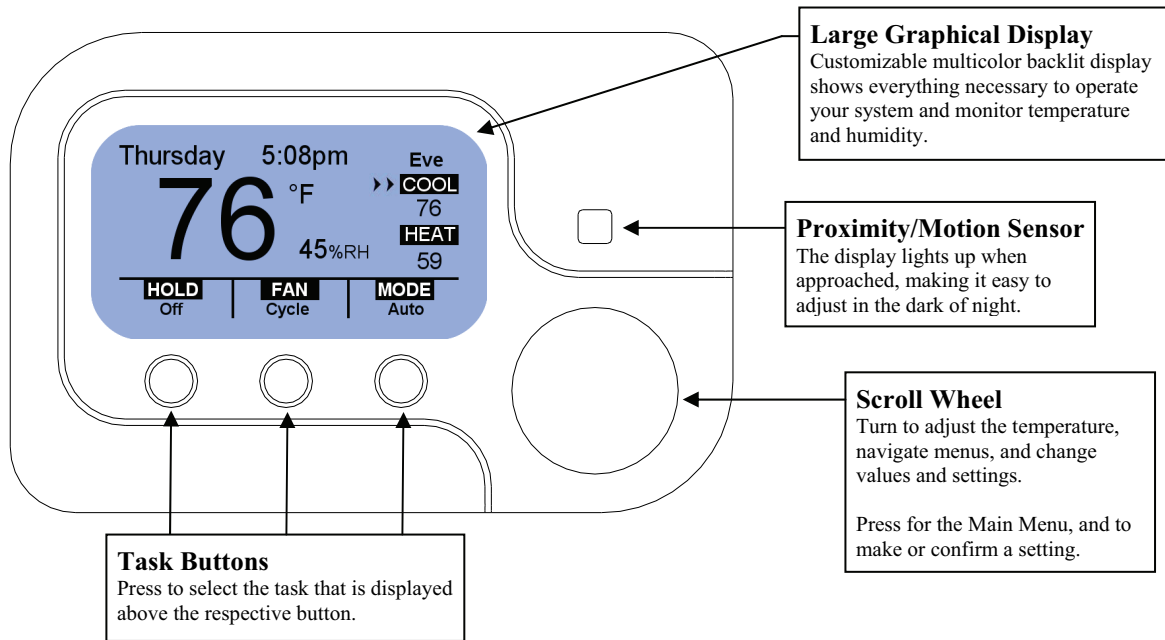 Large Graphical Display
Customizable multicolor backlit display
shows everything necessary to operate
your system and monitor temperature
and humidity.
Thursday 5:08pm
Eve
76 °F
COOL
76
45%RH
HEAT
59
HOLD FAN MODE
Off Cycle Auto
Proximity/Motion Sensor
The display lights up when
approached, making it easy to
adjust in the dark of night.
Scroll Wheel
Turn to adjust the temperature,
navigate menus, and change
values and settings.
Press for the Main Menu, and to
make or confirm a setting.
Task Buttons
Press to select the task that is displayed
above the respective button.